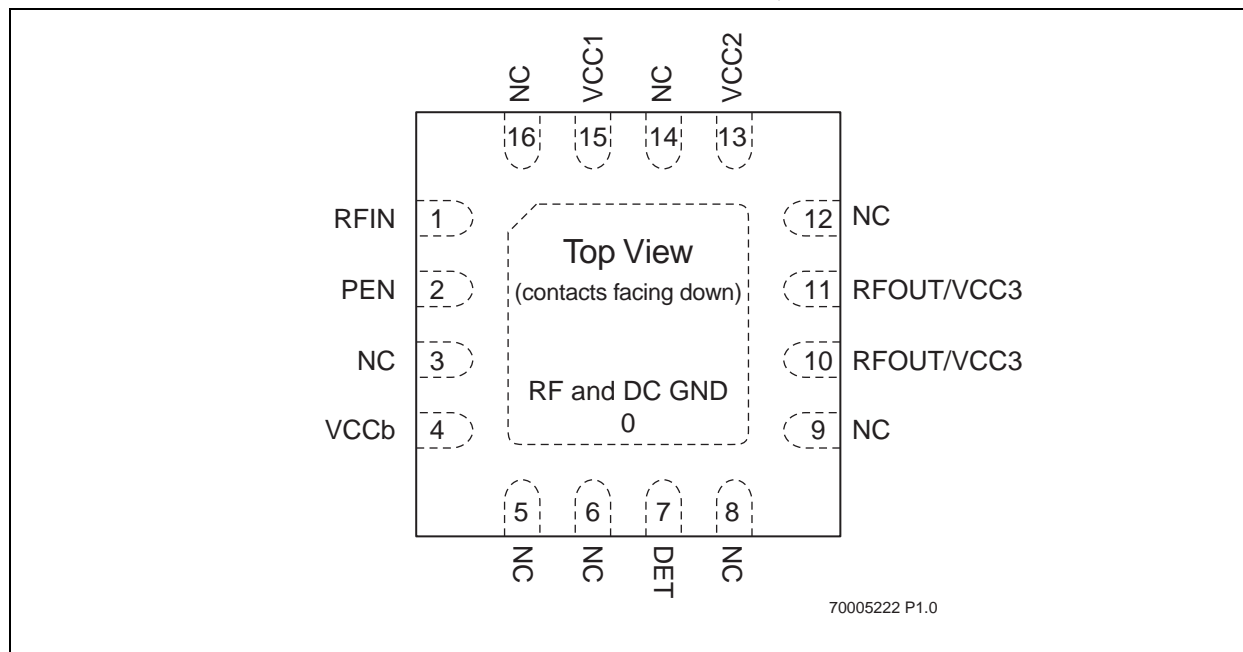 NC
VCC1
NC
VCC2
16
15
14
13
RFIN
1
12
NC
Top View
PEN
2
(contacts facing down)
11
RFOUT/VCC3
NC
3
10
RFOUT/VCC3
RF and DC GND
0
VCCb
4
9
NC
5
6
7
8
NC
NC
DET
NC
70005222 P1.0